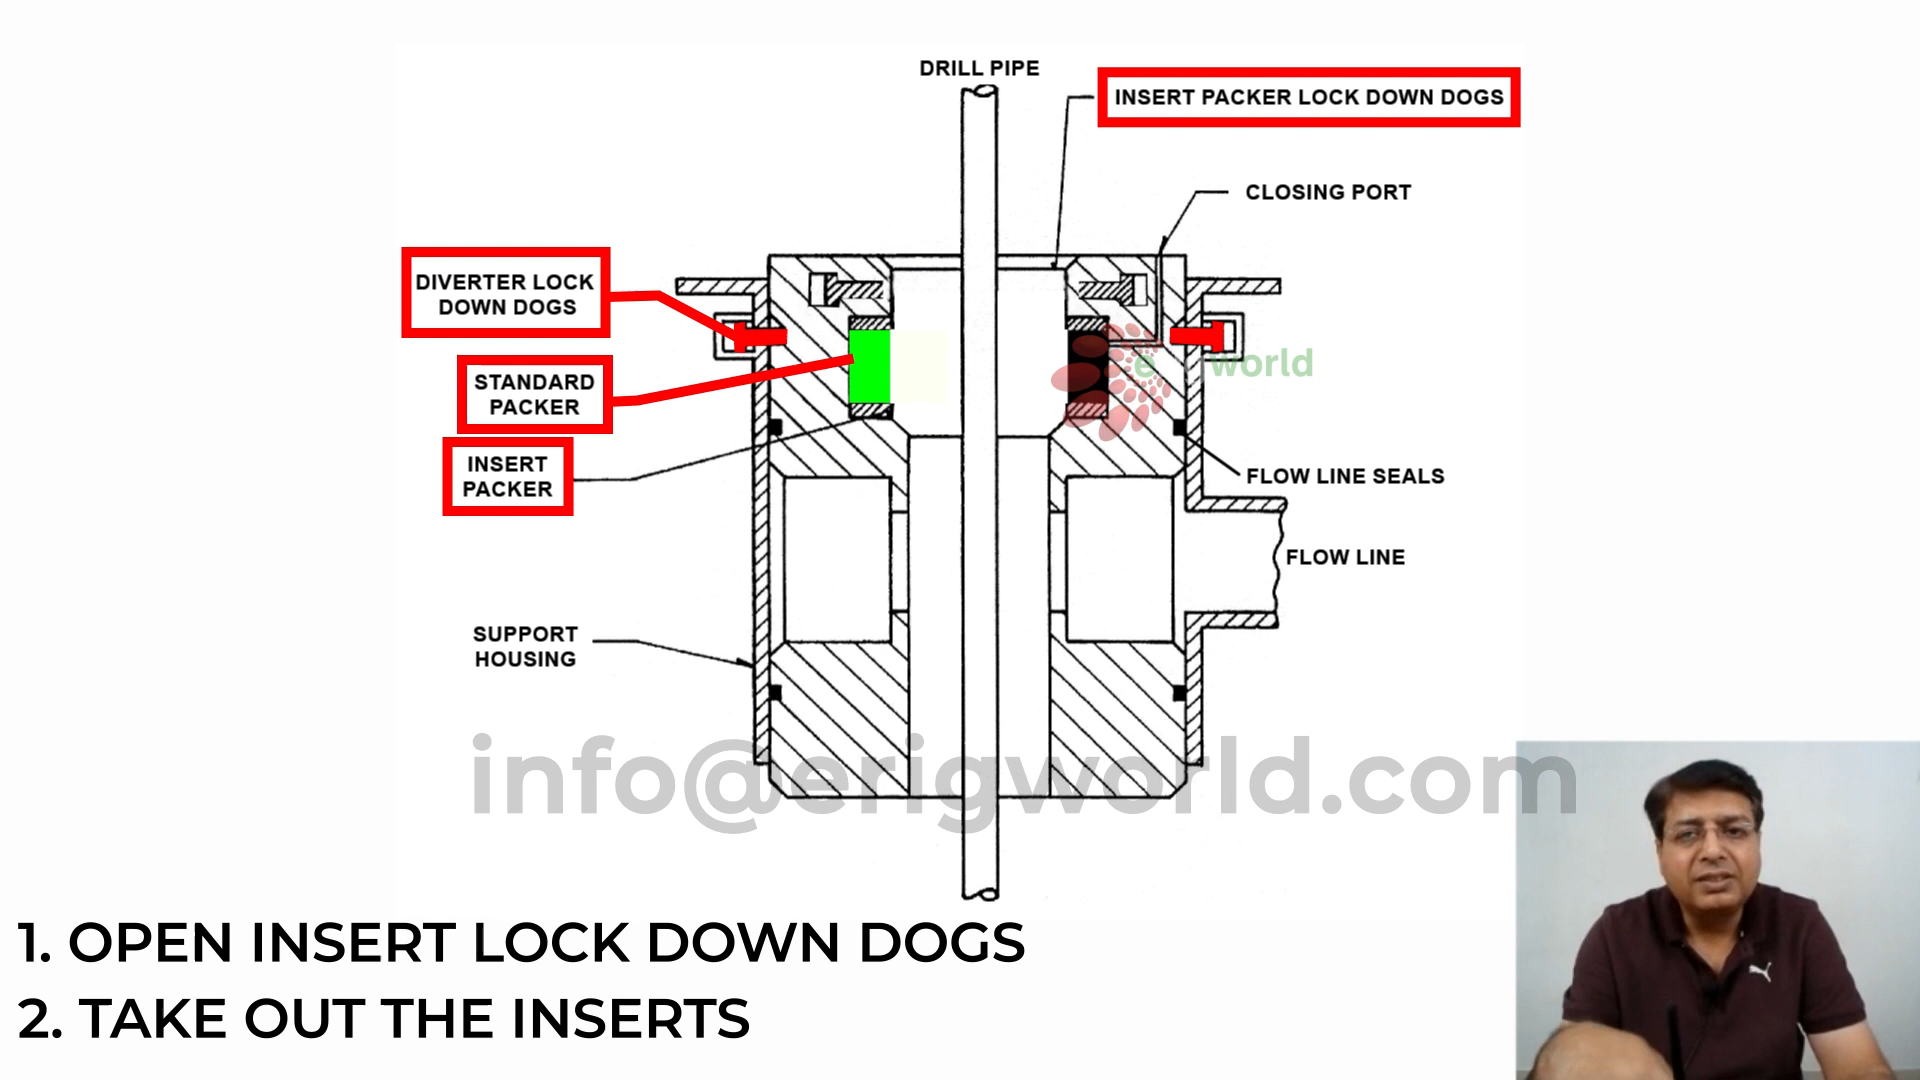 DRILL PIPE
INSERT PACKER LOCK DOWN DOGS
CLOSING PORT
DIVERTER LOCK
DOWN DOGS
STANDARD
PACKER
INSERT
PACKER
world
FLOW LINE SEALS
FLOW LINE
SUPPORT
HOUSING
info@erigworld.com
1. OPEN INSERT LOCK DOWN DOGS
2. TAKE OUT THE INSERTS